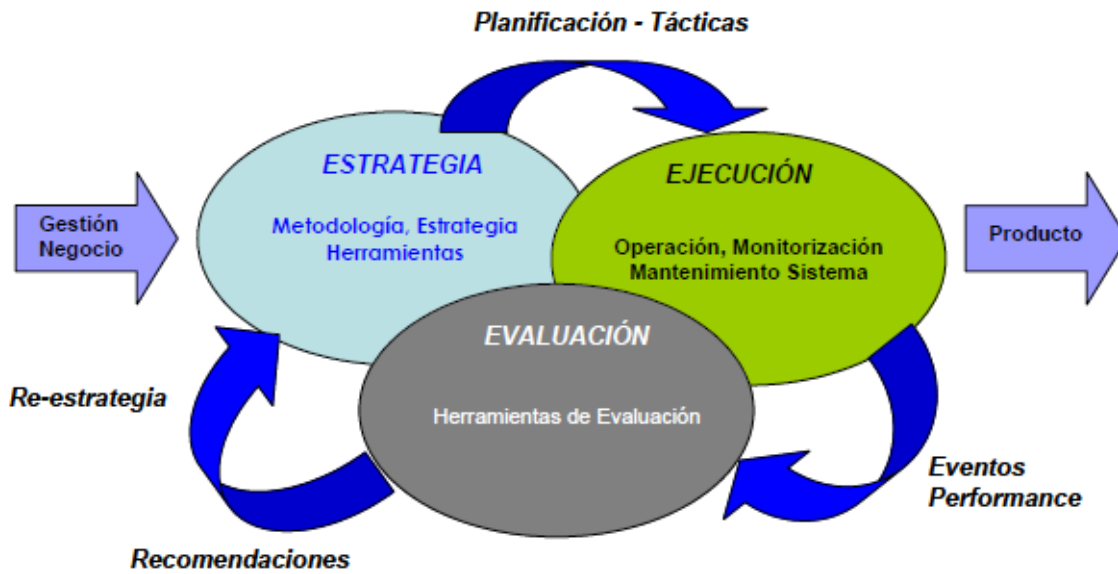 Planificación - Tácticas
ESTRATEGIA
Metodología, Estrategia
Herramientas
EJECUCIÓN
Operación, Monitorización
Mantenimiento Sistema
Gestión
Negocio
Producto
EVALUACIÓN
Herramientas de Evaluación
Re-estrategia
Eventos
Performance
Recomendaciones